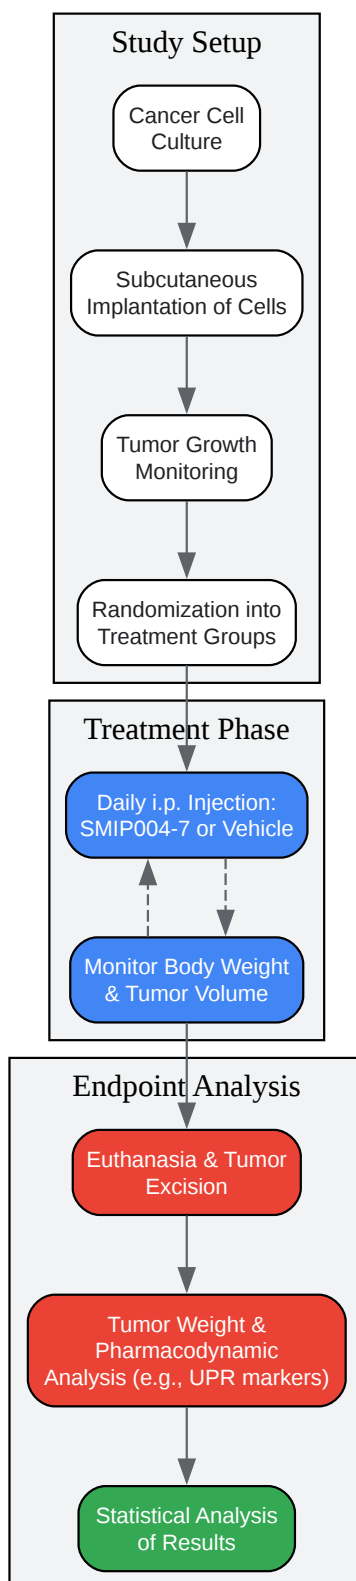 Study Setup
Cancer Cell
Culture
Subcutaneous
Implantation of Cells
Tumor Growth
Monitoring
Randomization into
Treatment Groups
Treatment Phase
Daily i.p. Injection:
SMIP004-7 or Vehicle
Monitor Body Weight
& Tumor Volume
Endpoint Analysis
Euthanasia & Tumor
Excision
Tumor Weight &
Pharmacodynamic
Analysis (e.g., UPR markers)
Statistical Analysis
of Results